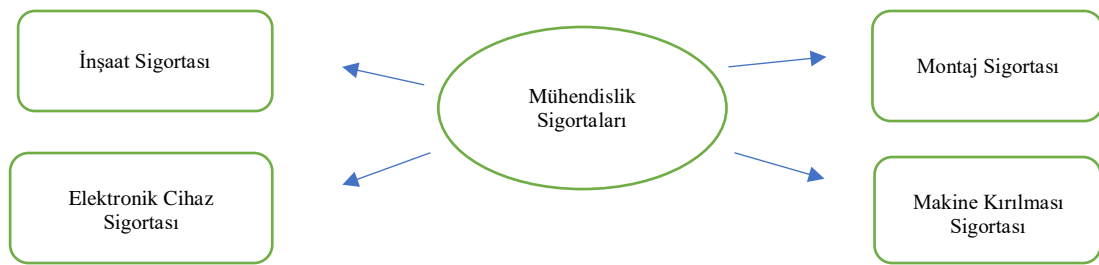 İnşaat Sigortası
Mühendislik
Sigortaları
Montaj Sigortası
Elektronik Cihaz
Sigortası
Makine Kırılması
Sigortası